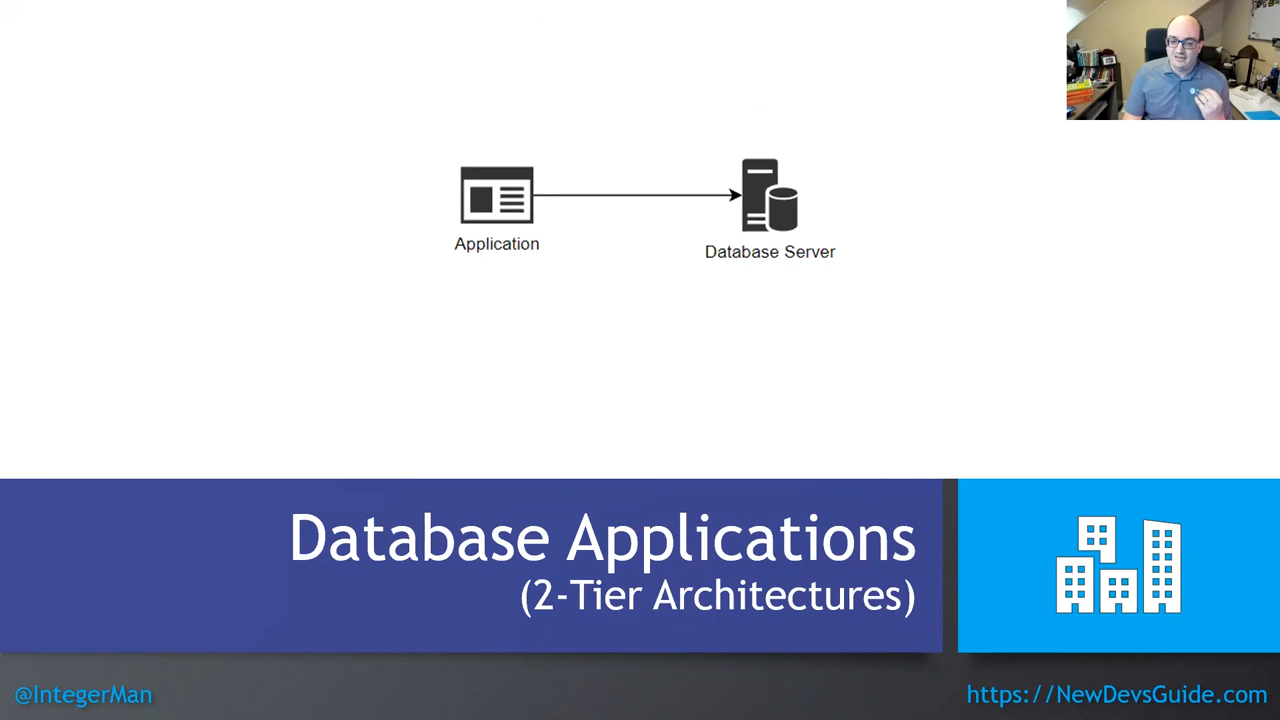 Application
Database Server
Database Applications
(2-Tier Architectures)
@IntegerMan
https://NewDevsGuide.com